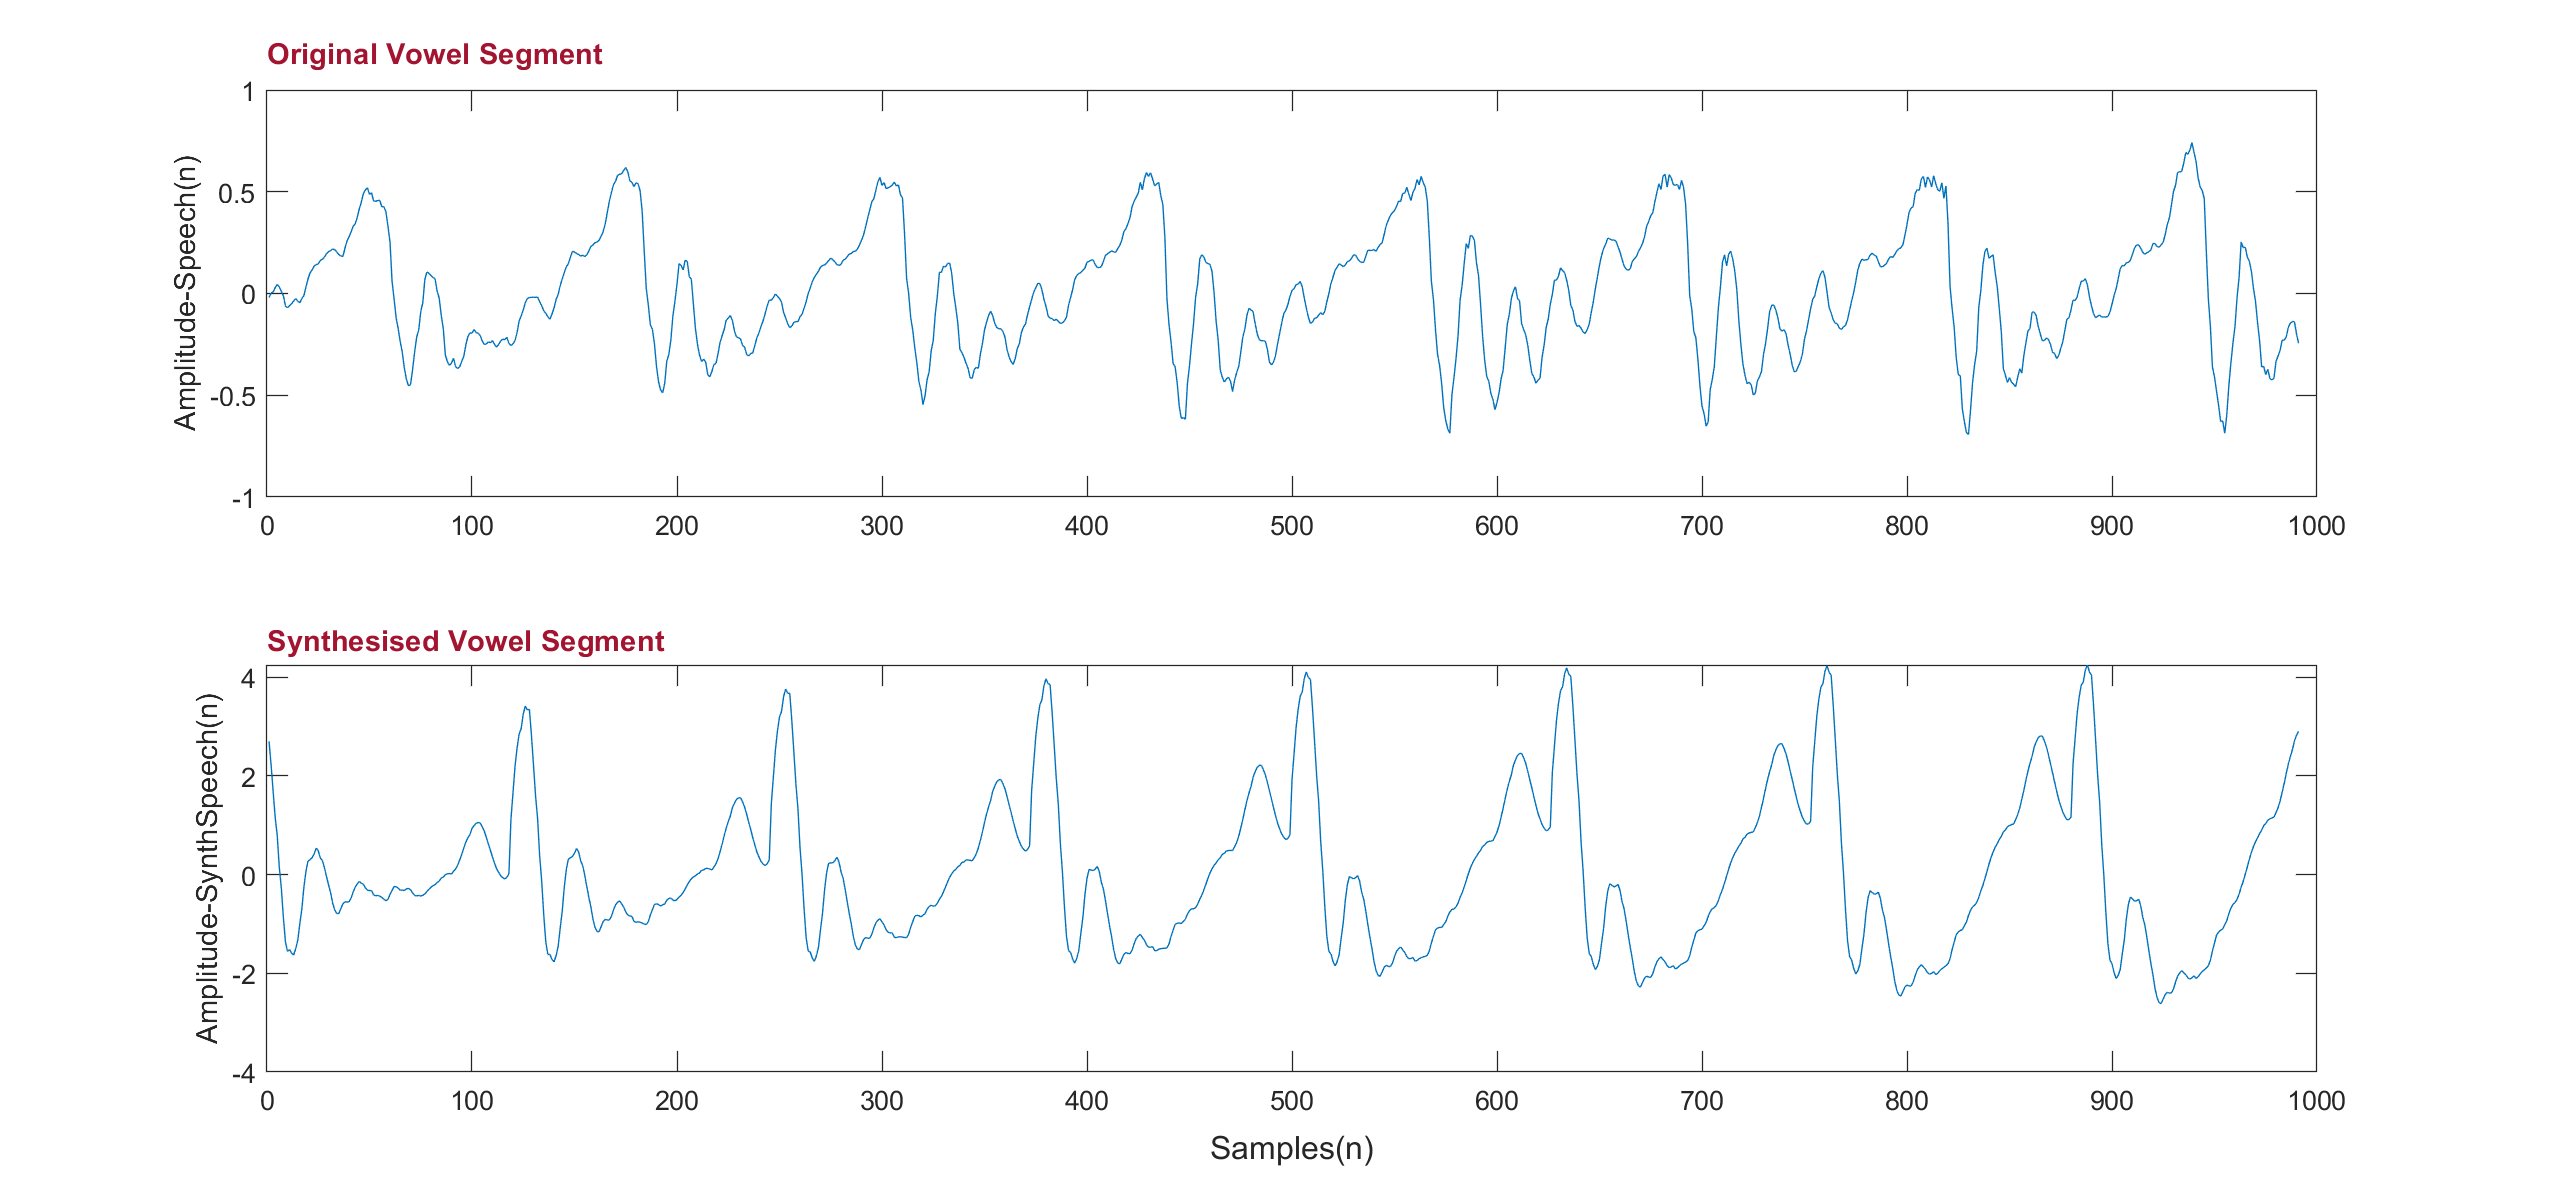 Original Vowel Segment
Amplitude-Speech(n)
1
0.5
0
-0.5
-1
0 100 200 300 400 500 600 700 800 900 1000
Synthesised Vowel Segment
Amplitude-SynthSpeech(n)
4
2
0
-2
-4
0 100 200 300 400 500 600 700 800 900 1000
Samples(n)